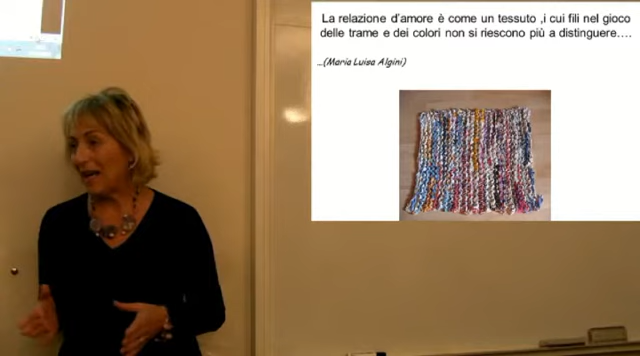 La relazione d'amore è come un tessuto ,i cui fili nel gioco
delle trame e dei colori non si riescono più a distinguere….
…(Maria Luisa Algini)